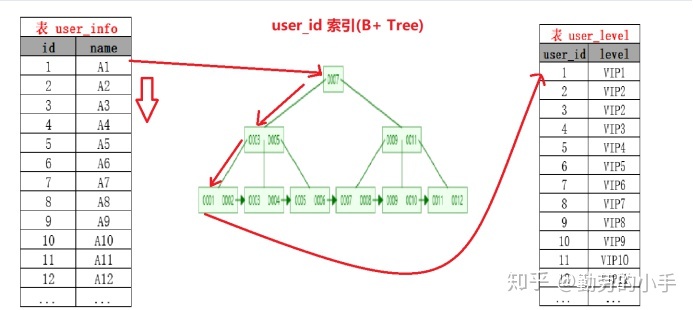 表 user_info
id name
1 A1
2 A2
3 A3
4 A4
5 A5
6 A6
7 A7
8 A8
9 A9
10 A10
11 A11
12 A12
... ...
user_id 索引(B+ Tree)
0007
0003 0005
0009 0011
0001 0002 0003 0004 0005 0006 0007 0008 0009 0010 0011 0012
表 user_level
user_id level
1 VIP1
2 VIP2
3 VIP2
4 VIP3
5 VIP4
6 VIP5
7 VIP6
8 VIP7
9 VIP8
10 VIP9
11 VIP10
... ...
知乎 @勤劳的小手